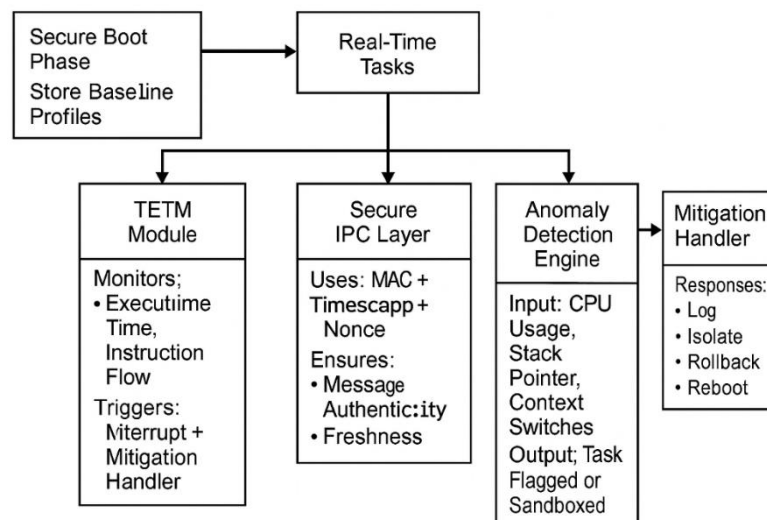 Secure Boot
Phase
Store Baseline
Profiles
Real-Time
Tasks
TETM
Module
Monitors;
• Executiime
Time,
Instruction
Flow
Triggers:
Mterrupt +
Mitigation
Handler
Secure
IPC Layer
Uses: MAC +
Timescapp +
Nonce
Ensures:
• Message
Authentic:ity
• Freshness
Anomaly
Detection
Engine
Input: CPU
Usage,
Stack
Pointer,
Context
Switches
Output; Task
Flagged or
Sandboxed
Mitigation
Handler
Responses:
• Log
• Isolate
• Rollback
• Reboot